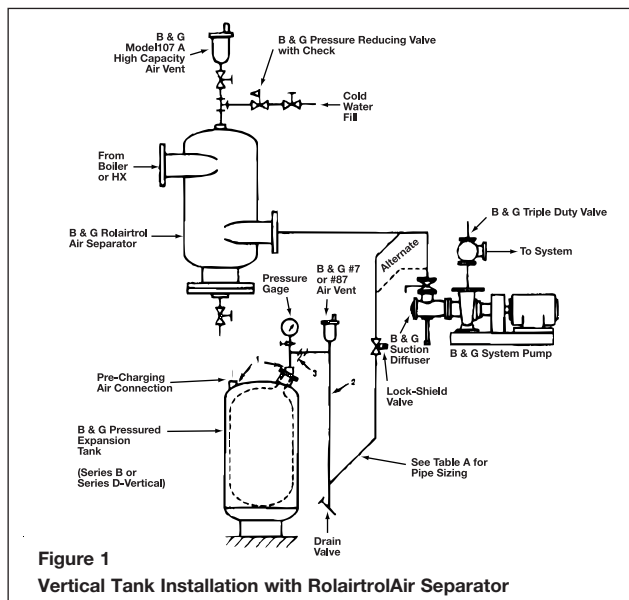 B & G
Model107 A
High Capacity
Air Vent
B & G Pressure Reducing Valve
with Check
Cold
Water
Fill
From
Boiler
or HX
B & G Rolairtrol
Air Separator
B & G Triple Duty Valve
To System
Alternate
Pressure
Gage
B & G #7
or #87
Air Vent
B & G
Suction
Diffuser
B & G System Pump
1
3
2
Pre-Charging
Air Connection
Lock-Shield
Valve
B & G Pressured
Expansion
Tank
(Series B or
Series D-Vertical)
See Table A for
Pipe Sizing
Drain
Valve
Figure 1
Vertical Tank Installation with RolairtrolAir Separator